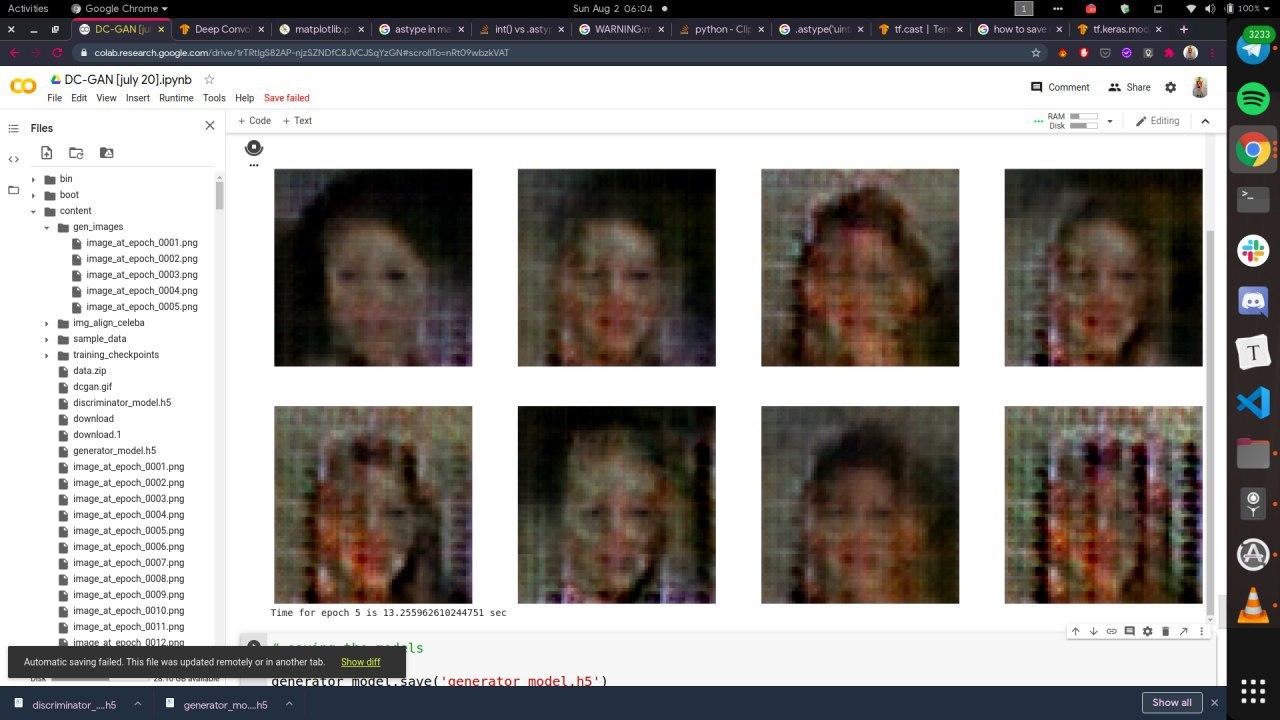 Activities Google Chrome Sun Aug 2 06:04 1 100%
DC-GAN [jul Deep Convo matplotlib.p astype in ma int() vs .asty WARNING:m python - Clip .astype('uint tf.cast | Tens how to save tf.keras.mod
colab.research.google.com/drive/1rTRtIgS82AP-njzSZNDfC8JVCJSqYzGN#scrollTo=nRt09wbzkVAT
DC-GAN [july 20].ipynb
File Edit View Insert Runtime Tools Help Save failed
Comment Share
+ Code + Text
RAM
Disk
Editing
Files
bin
boot
content
gen_images
image_at_epoch_0001.png
image_at_epoch_0002.png
image_at_epoch_0003.png
image_at_epoch_0004.png
image_at_epoch_0005.png
img_align_celeba
sample_data
training_checkpoints
data.zip
dcgan.gif
discriminator_model.h5
download
download.1
generator_model.h5
image_at_epoch_0001.png
image_at_epoch_0002.png
image_at_epoch_0003.png
image_at_epoch_0004.png
image_at_epoch_0005.png
image_at_epoch_0006.png
image_at_epoch_0007.png
image_at_epoch_0008.png
image_at_epoch_0009.png
image_at_epoch_0010.png
image_at_epoch_0011.png
image_at_epoch_0012.png
Time for epoch 5 is 13.255962610244751 sec
# saving the models
generator_model.save('generator_model.h5')
Automatic saving failed. This file was updated remotely or in another tab. Show diff
Disk available
discriminator_....h5 generator_mo....h5 Show all
3233